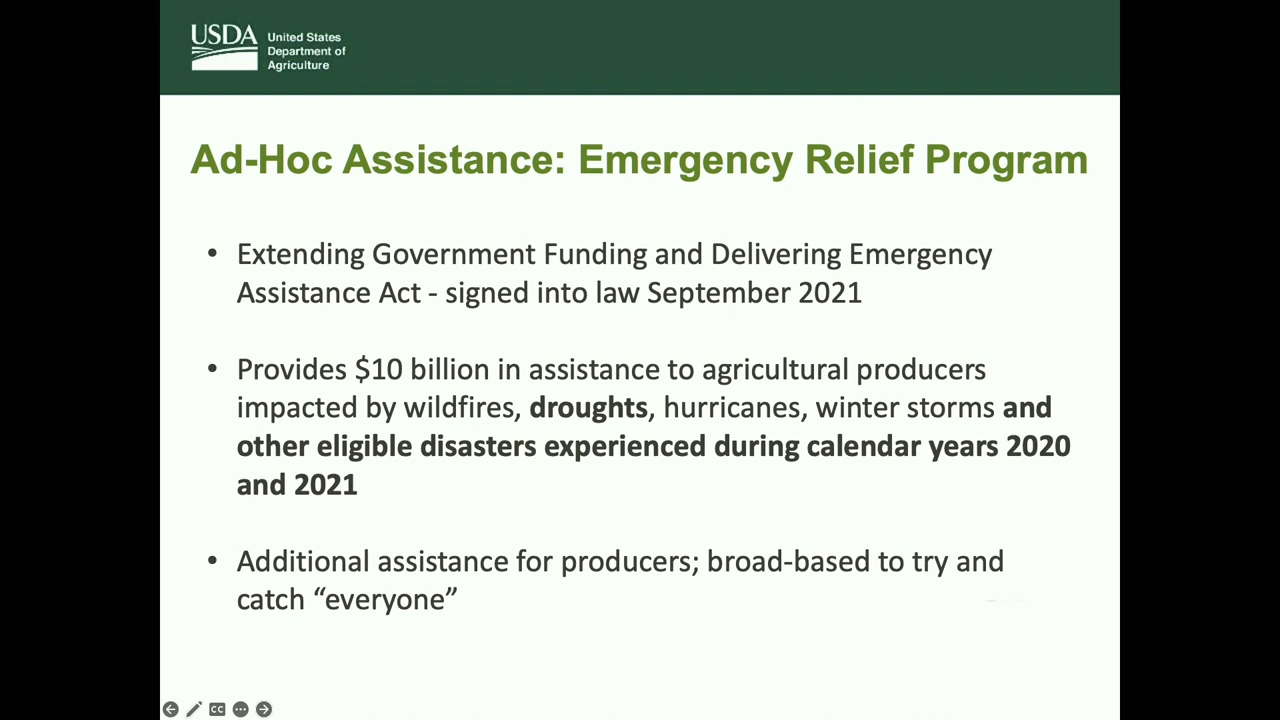 USDA
United States
Department of
Agriculture
Ad-Hoc Assistance: Emergency Relief Program
• Extending Government Funding and Delivering Emergency
Assistance Act - signed into law September 2021
• Provides $10 billion in assistance to agricultural producers
impacted by wildfires, droughts, hurricanes, winter storms and
other eligible disasters experienced during calendar years 2020
and 2021
• Additional assistance for producers; broad-based to try and
catch “everyone”
CC